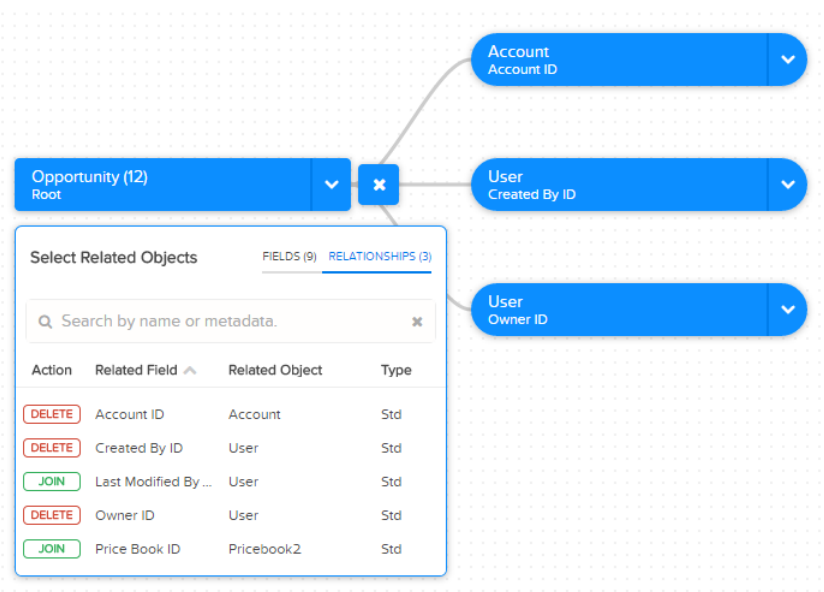 Account
Account ID
Opportunity (12)
Root
User
Created By ID
Select Related Objects
FIELDS (9) RELATIONSHIPS (3)
User
Owner ID
Search by name or metadata.
Action Related Field Related Object Type
DELETE Account ID Account Std
DELETE Created By ID User Std
JOIN Last Modified By ... User Std
DELETE Owner ID User Std
JOIN Price Book ID Pricebook2 Std